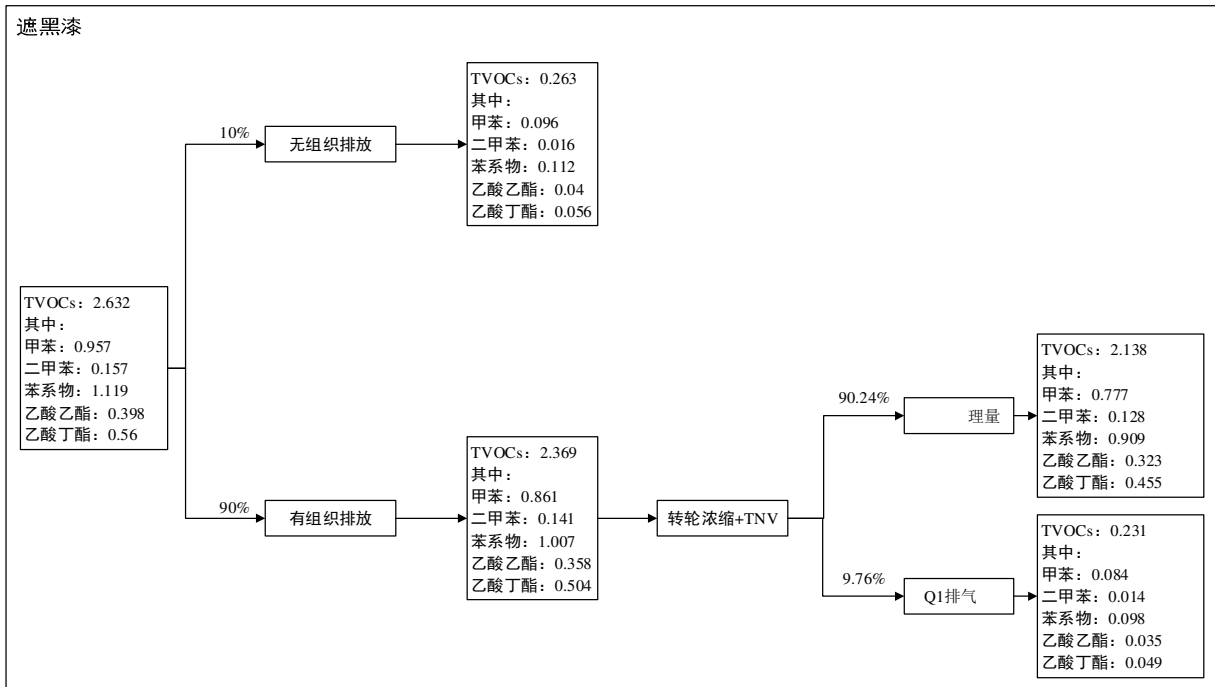 遮黑漆
TVOCs：0.263
其中：
甲苯：0.096
二甲苯：0.016
苯系物：0.112
乙酸乙酯：0.04
乙酸丁酯：0.056
10%
无组织排放
TVOCs：2.632
其中：
甲苯：0.957
二甲苯：0.157
苯系物：1.119
乙酸乙酯：0.398
乙酸丁酯：0.56
90%
有组织排放
TVOCs：2.369
其中：
甲苯：0.861
二甲苯：0.141
苯系物：1.007
乙酸乙酯：0.358
乙酸丁酯：0.504
转轮浓缩+TNV
90.24%
理量
TVOCs：2.138
其中：
甲苯：0.777
二甲苯：0.128
苯系物：0.909
乙酸乙酯：0.323
乙酸丁酯：0.455
9.76%
Q1排气
TVOCs：0.231
其中：
甲苯：0.084
二甲苯：0.014
苯系物：0.098
乙酸乙酯：0.035
乙酸丁酯：0.049